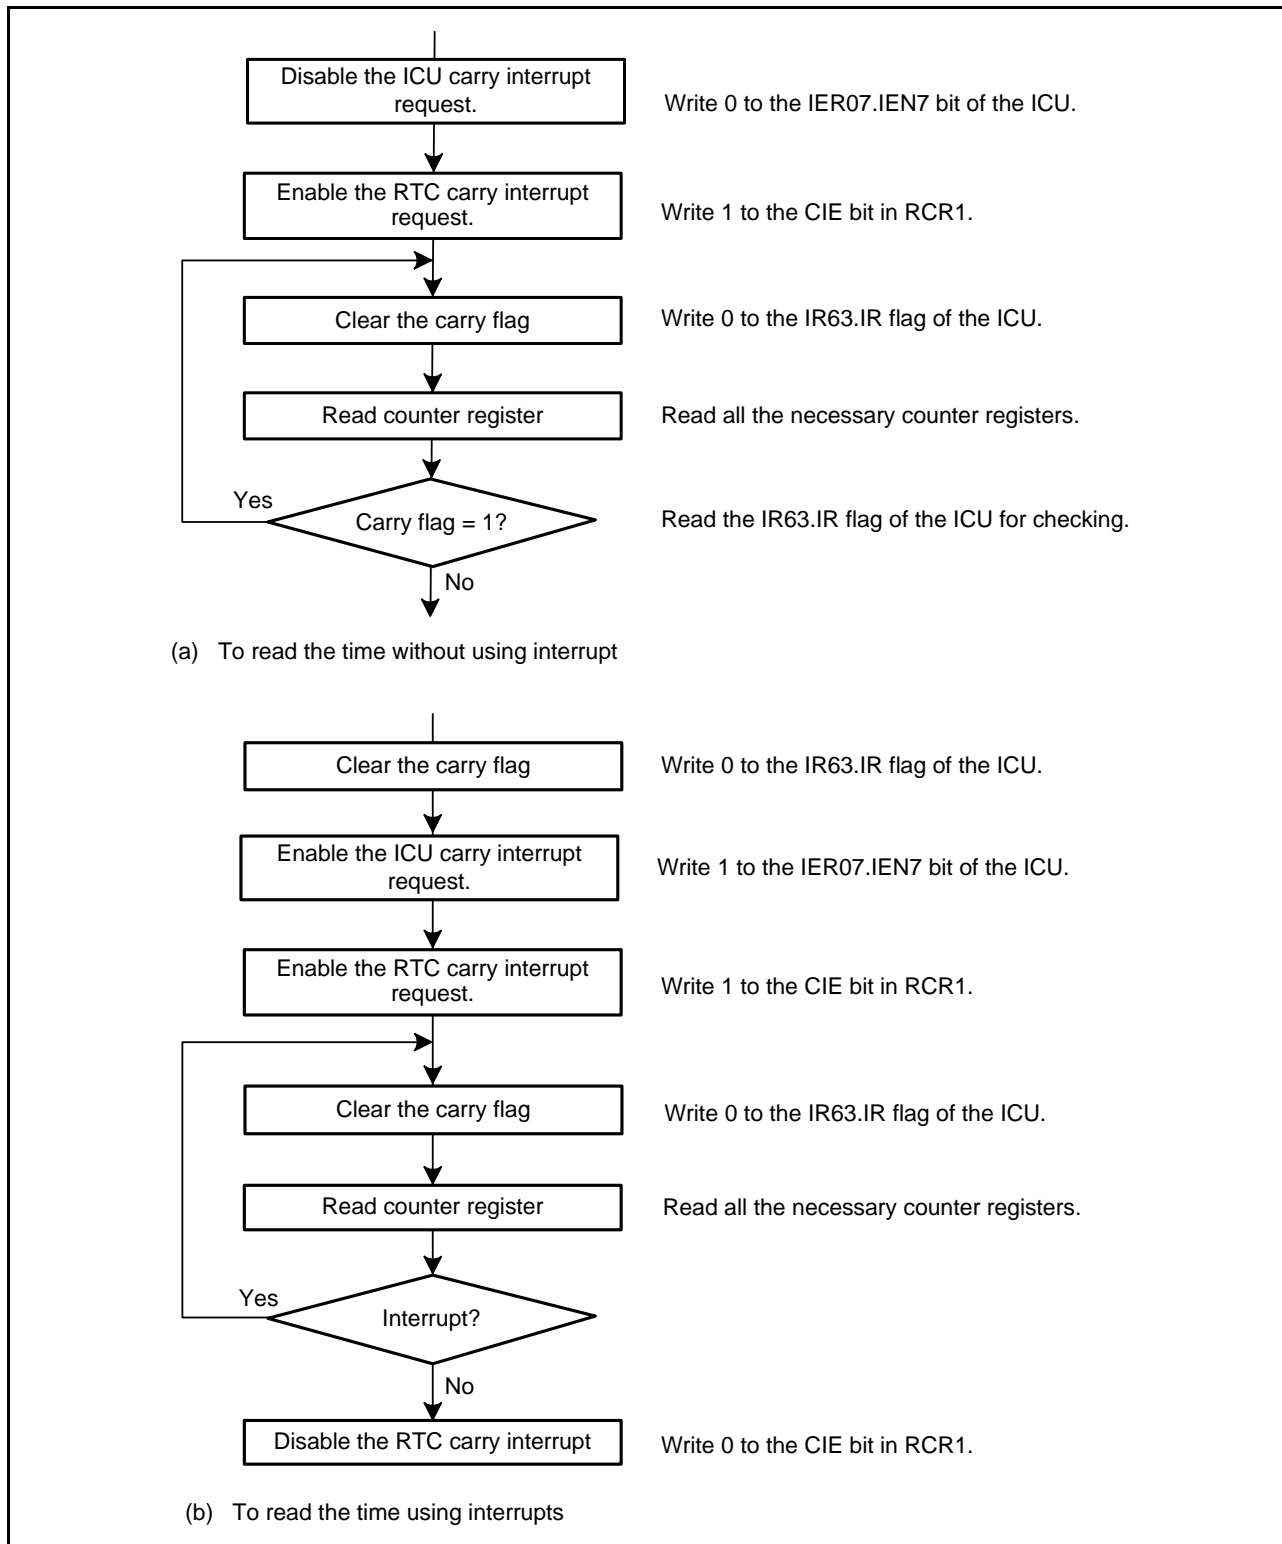 Disable the ICU carry interrupt
request.
Write 0 to the IER07.IEN7 bit of the ICU.
Enable the RTC carry interrupt
request.
Write 1 to the CIE bit in RCR1.
Clear the carry flag
Write 0 to the IR63.IR flag of the ICU.
Read counter register
Read all the necessary counter registers.
Yes
Carry flag = 1?
Read the IR63.IR flag of the ICU for checking.
No
(a) To read the time without using interrupt
Clear the carry flag
Write 0 to the IR63.IR flag of the ICU.
Enable the ICU carry interrupt
request.
Write 1 to the IER07.IEN7 bit of the ICU.
Enable the RTC carry interrupt
request.
Write 1 to the CIE bit in RCR1.
Clear the carry flag
Write 0 to the IR63.IR flag of the ICU.
Read counter register
Read all the necessary counter registers.
Yes
Interrupt?
No
Disable the RTC carry interrupt
Write 0 to the CIE bit in RCR1.
(b) To read the time using interrupts